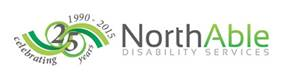 1990 - 2015
25
celebrating years
NorthAble
DISABILITY SERVICES